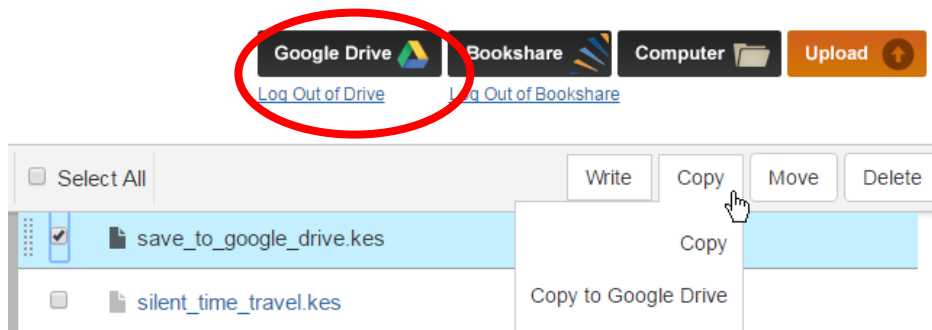 Google Drive Bookshare Computer Upload
Log Out of Drive Log Out of Bookshare
Select All Write Copy Move Delete
save_to_google_drive.kes Copy
silent_time_travel.kes Copy to Google Drive